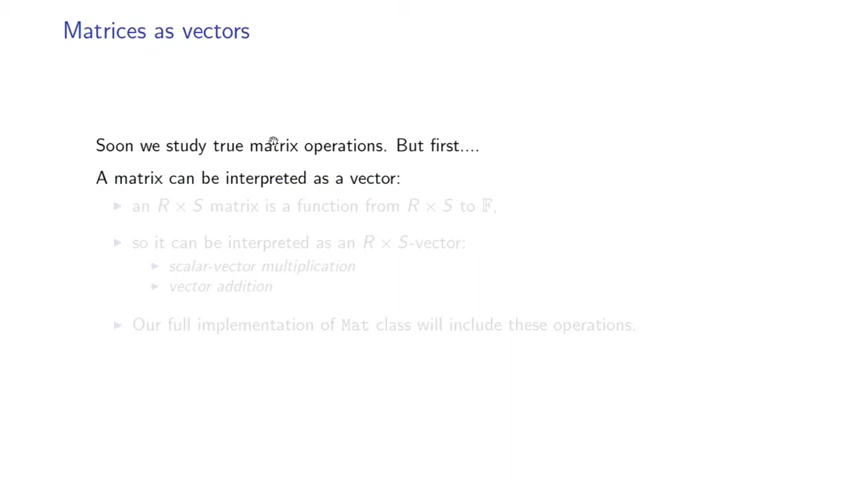 Matrices as vectors
Soon we study true matrix operations. But first....
A matrix can be interpreted as a vector:
▶ an R × S matrix is a function from R × S to 𝔽,
▶ so it can be interpreted as an R × S-vector:
▶ scalar-vector multiplication
▶ vector addition
▶ Our full implementation of Mat class will include these operations.